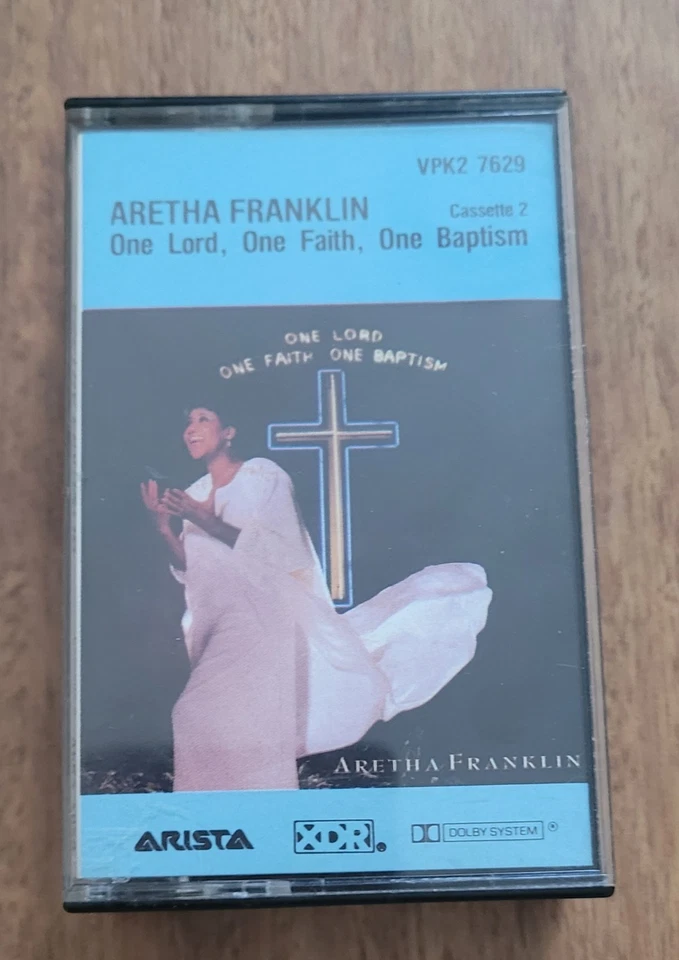 VPK2 7629
ARETHA FRANKLIN Cassette 2
One Lord, One Faith, One Baptism
ONE LORD
ONE FAITH ONE BAPTISM
ARETHA FRANKLIN
ARISTA XDR® DOLBY SYSTEM ®